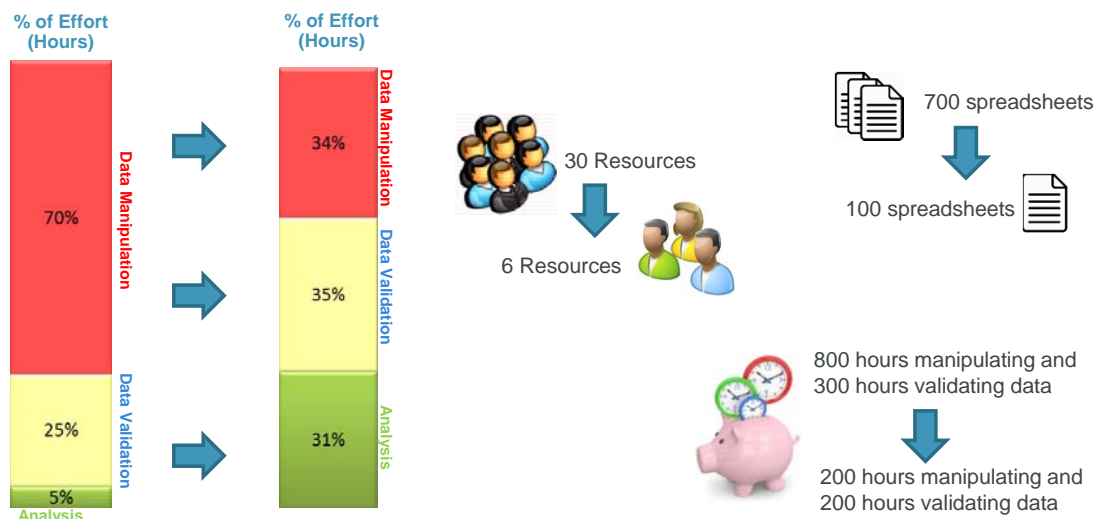 % of Effort
(Hours)
70%
Data Manipulation
25%
Data Validation
5%
Analysis
% of Effort
(Hours)
34%
Data Manipulation
35%
Data Validation
31%
Analysis
30 Resources
6 Resources
700 spreadsheets
100 spreadsheets
800 hours manipulating and
300 hours validating data
200 hours manipulating and
200 hours validating data